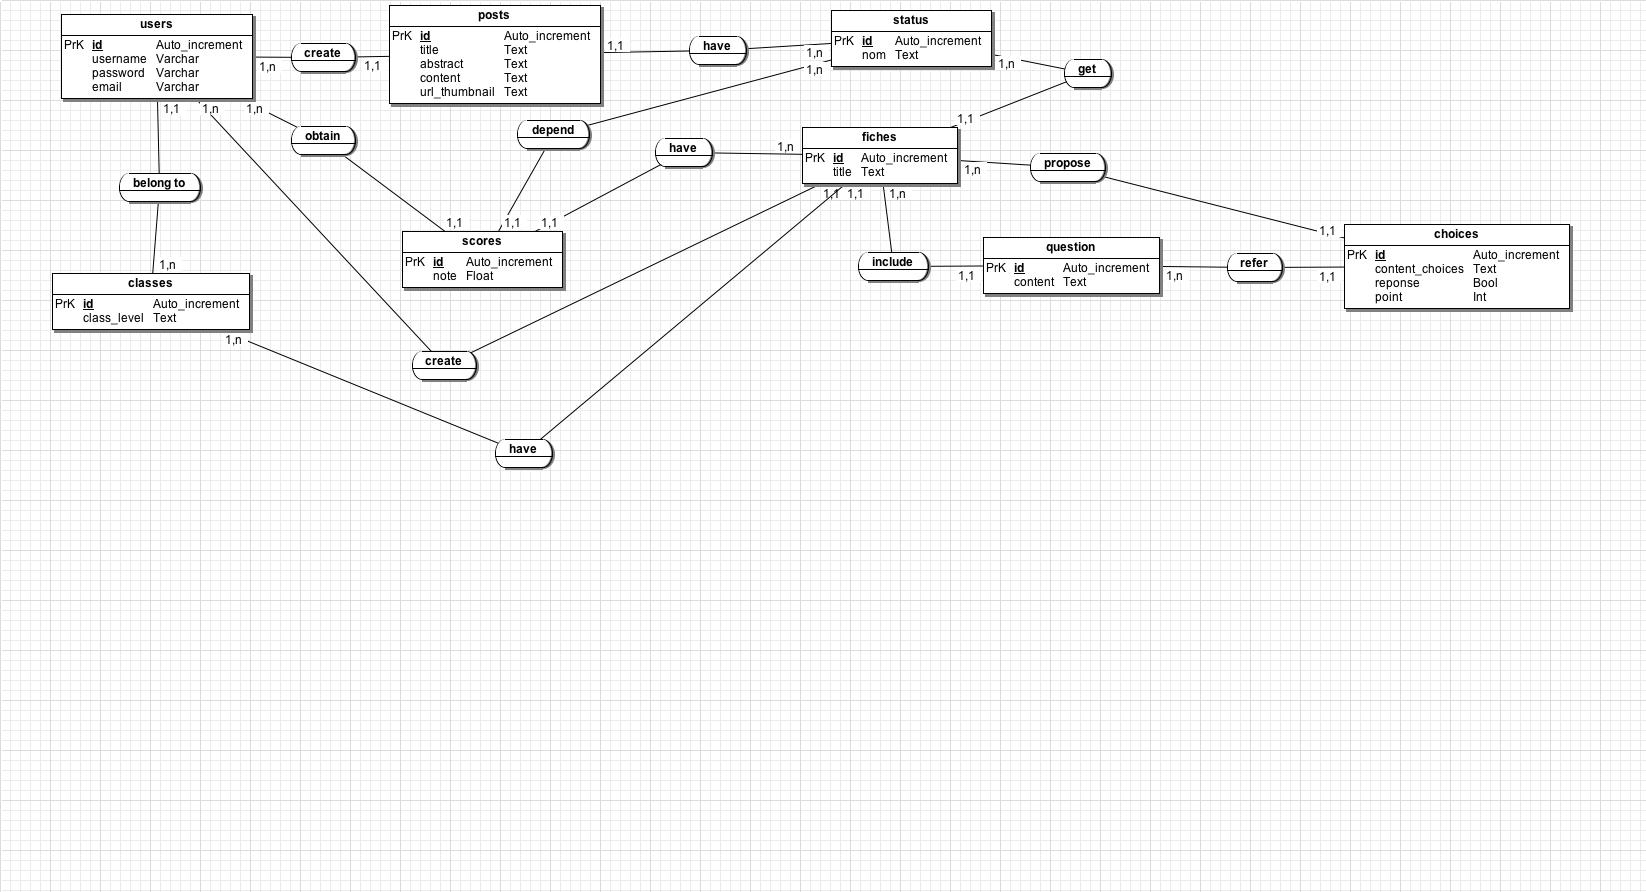 users
PrK id Auto_increment
username Varchar
password Varchar
email Varchar
1,n
create
1,1
posts
PrK id Auto_increment
title Text
abstract Text
content Text
url_thumbnail Text
1,1
have
1,n
status
PrK id Auto_increment
nom Text
1,n
1,n
get
1,1
1,1
1,n
1,n
obtain
depend
have
1,n
fiches
PrK id Auto_increment
title Text
1,n
propose
belong to
1,1
1,1
1,1
1,1
1,1
1,n
1,1
scores
PrK id Auto_increment
note Float
include
1,1
question
PrK id Auto_increment
content Text
1,n
refer
1,1
choices
PrK id Auto_increment
content_choices Text
reponse Bool
point Int
1,n
classes
PrK id Auto_increment
class_level Text
1,n
create
have